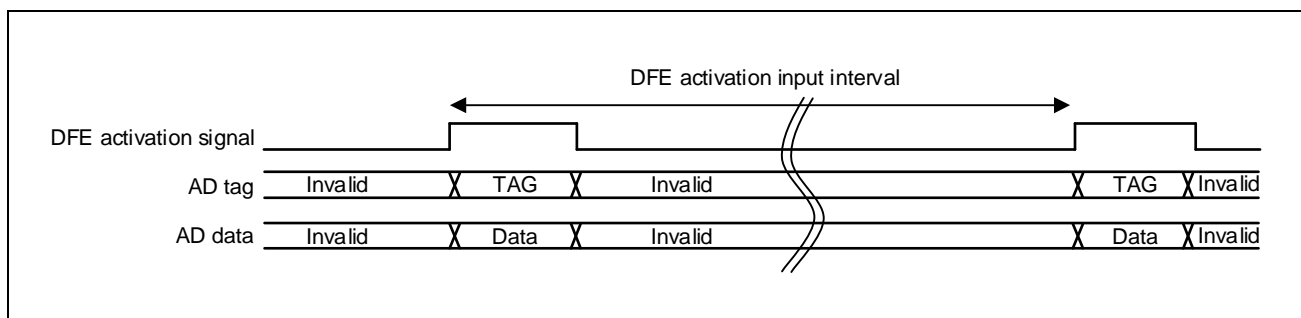 DFE activation input interval
DFE activation signal
AD tag Invalid TAG Invalid TAG Invalid
AD data Invalid Data Invalid Data Invalid